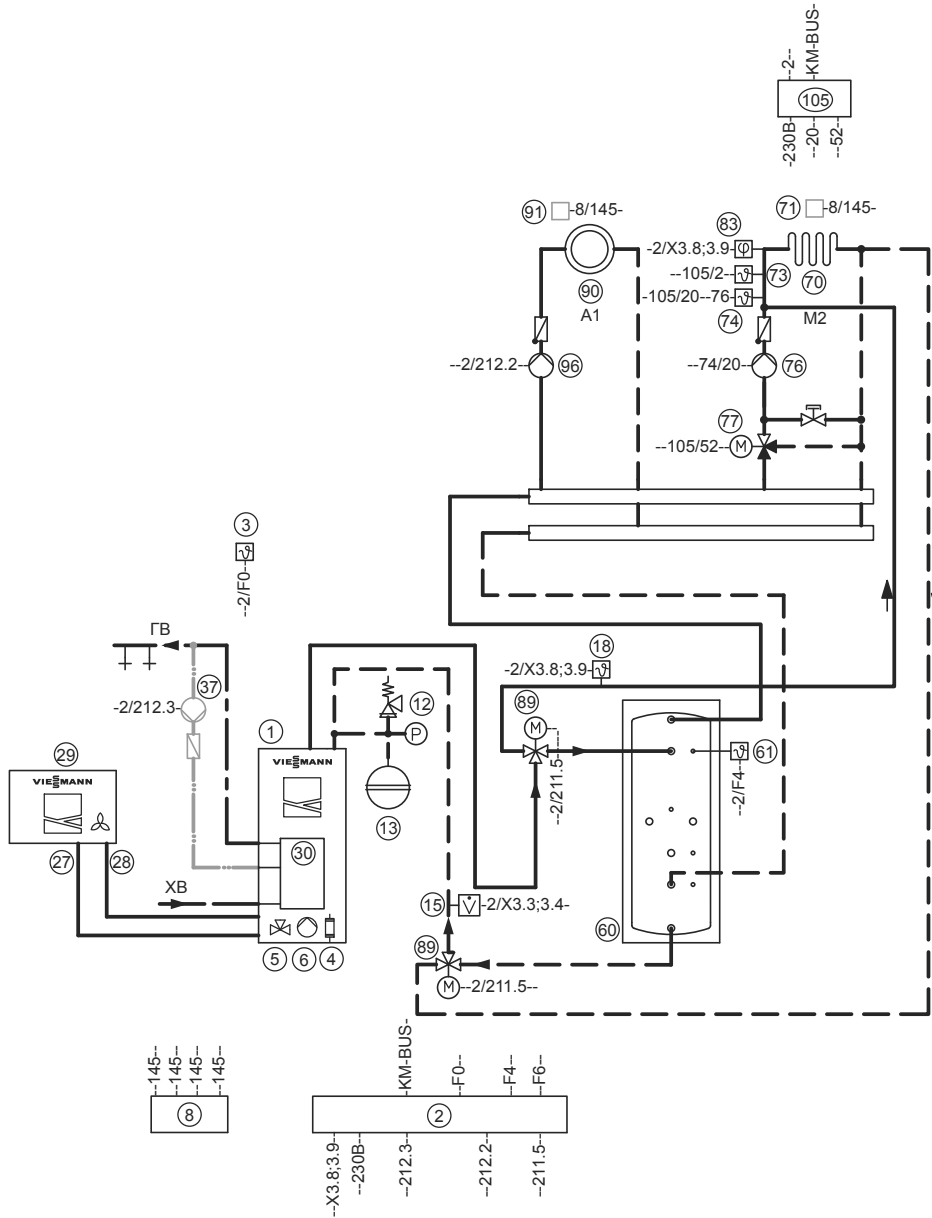 --2--
KM-BUS-
105
-230В-
--20--
--52--
91
-8/145-
71
-8/145-
83
-2/X3.8;3.9-
--105/2--
73
70
90
-105/20--76-
A1
74
M2
--2/212.2--
96
--74/20--
76
77
--105/52--
M
3
--2/F0--
ГВ
18
-2/X3.8;3.9-
37
-2/212.3-
12
89
1
P
M
VIESMANN
61
29
--2/211.5--
--2/F4--
VIESMANN
13
30
27
28
ХВ
15
-2/X3.3;3.4-
60
5
6
4
89
M
--2/211.5--
--145--
--145--
--145--
--145--
KM-BUS-
--F0--
--F4--
--F6--
8
2
--X3.8;3.9--
--230В--
--212.3--
--212.2--
--211.5--